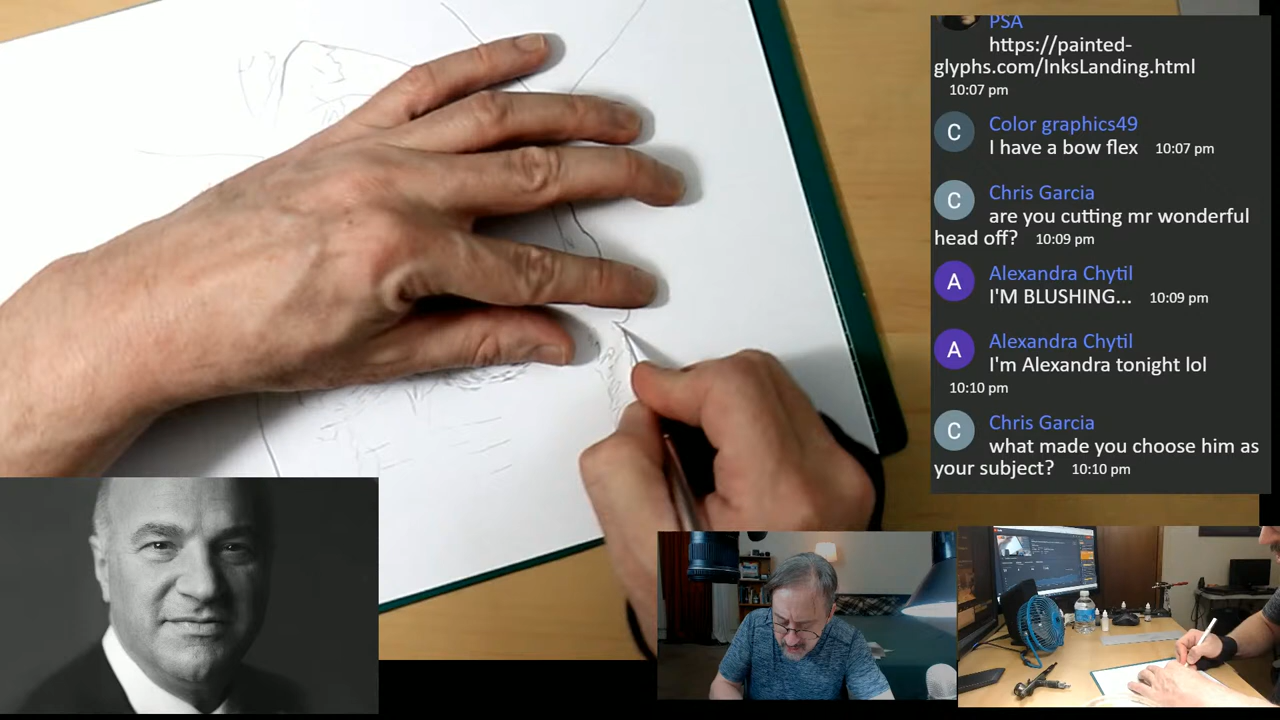 PSA
https://painted-
glyphs.com/InksLanding.html
10:07 pm
C Color graphics49
I have a bow flex 10:07 pm
C Chris Garcia
are you cutting mr wonderful
head off? 10:09 pm
A Alexandra Chytil
I'M BLUSHING... 10:09 pm
A Alexandra Chytil
I'm Alexandra tonight lol
10:10 pm
C Chris Garcia
what made you choose him as
your subject? 10:10 pm